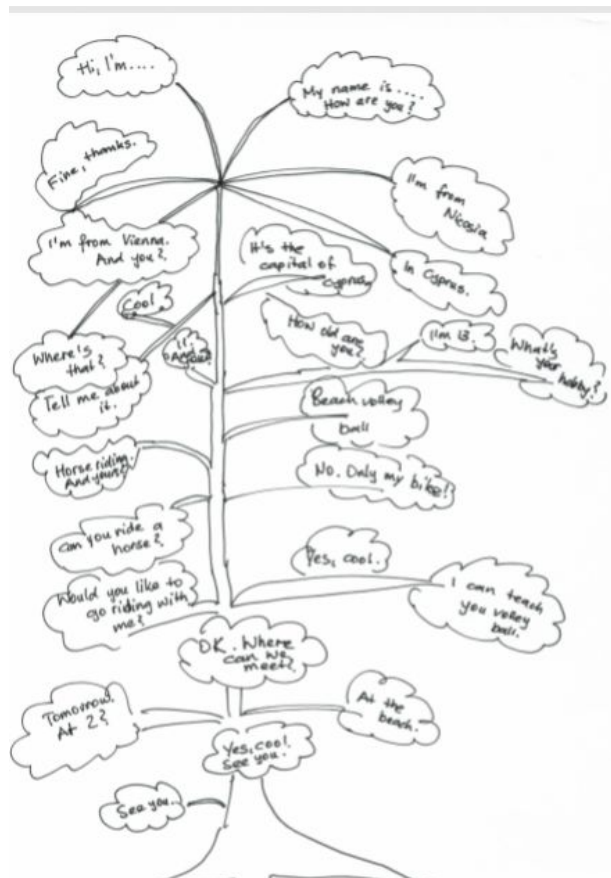 Hi, I'm....
My name is ....
How are you?
Fine, thanks.
I'm from
Nicosia
I'm from Vienna.
And you?
It's the
capital of
Cyprus.
In Cyprus.
Cool
Where's
that?
How old are
you?
I'm 13.
What's
your hobby?
Tell me about
it.
Beach volley
ball
Horse riding.
And yours?
No. Only my bike!
Can you ride a
horse?
Yes, cool.
Would you like to
go riding with
me?
I can teach
you volley
ball.
OK. Where
can we
meet?
Tomorrow.
At 2?
At the
beach.
Yes, cool.
See you.
See you.